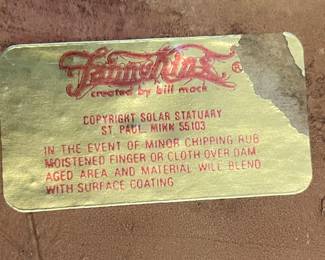 created by bill mack
COPYRIGHT SOLAR STATUARY
ST PAUL, MINN 55103
IN THE EVENT OF MINOR CHIPPING RUB
MOISTENED FINGER OR CLOTH OVER DAM-
AGED AREA AND MATERIAL WILL BLEND
WITH SURFACE COATING